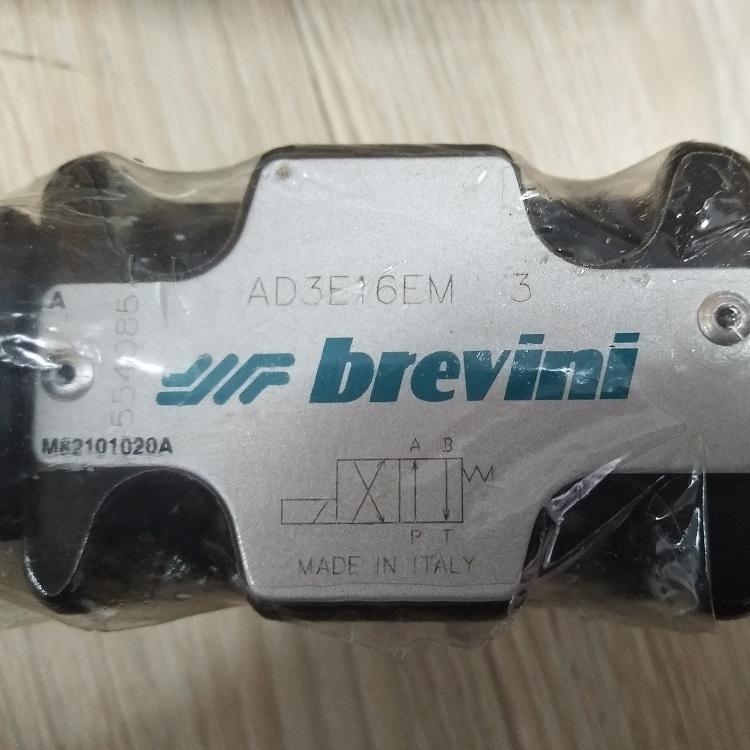 AD3E16EM 3
A
brevini
M82101020A
A B
P T
MADE IN ITALY